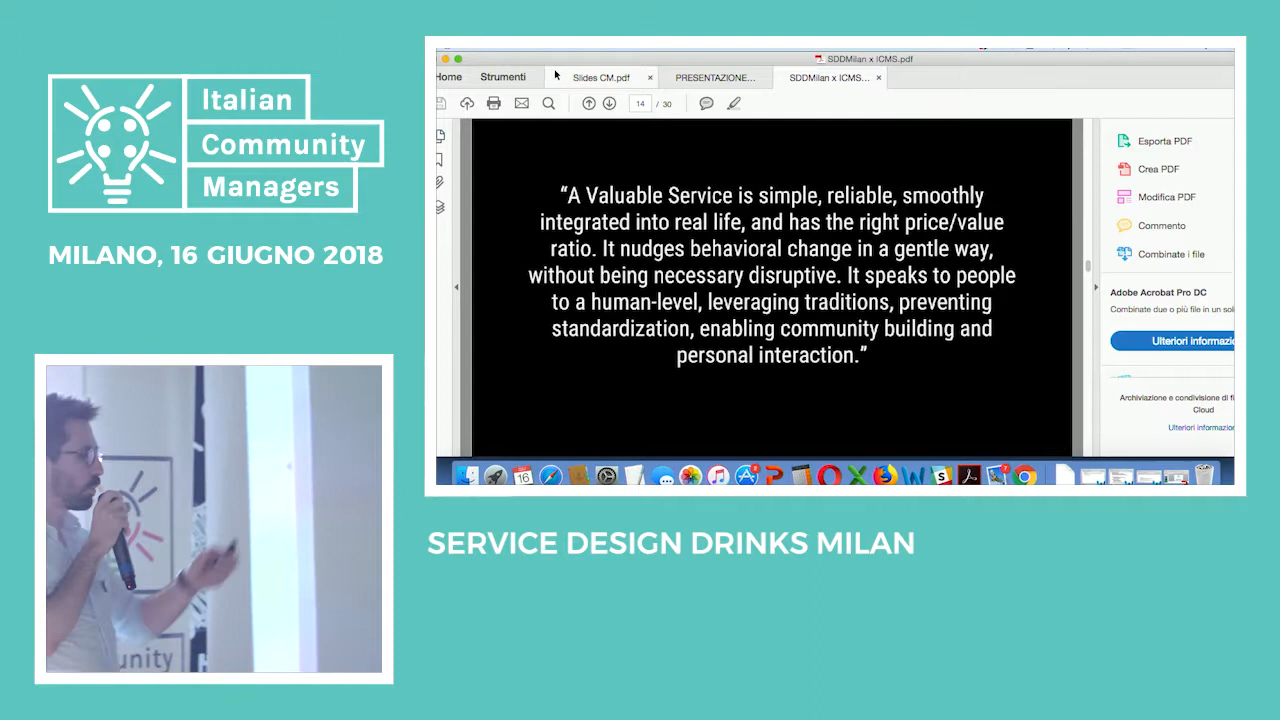 Italian
Community
Managers
MILANO, 16 GIUGNO 2018
SDDMilan x ICMS.pdf
Home
Strumenti
Slides CM.pdf ×
PRESENTAZIONE...
SDDMilan x ICMS... ×
14 / 30
“A Valuable Service is simple, reliable, smoothly
integrated into real life, and has the right price/value
ratio. It nudges behavioral change in a gentle way,
without being necessary disruptive. It speaks to people
to a human-level, leveraging traditions, preventing
standardization, enabling community building and
personal interaction.”
Esporta PDF
Crea PDF
Modifica PDF
Commento
Combinate i file
Adobe Acrobat Pro DC
Combinate due o più file in un sol
Ulteriori informazio
Archiviazione e condivisione di fi
Cloud
Ulteriori informazior
16
unity
SERVICE DESIGN DRINKS MILAN